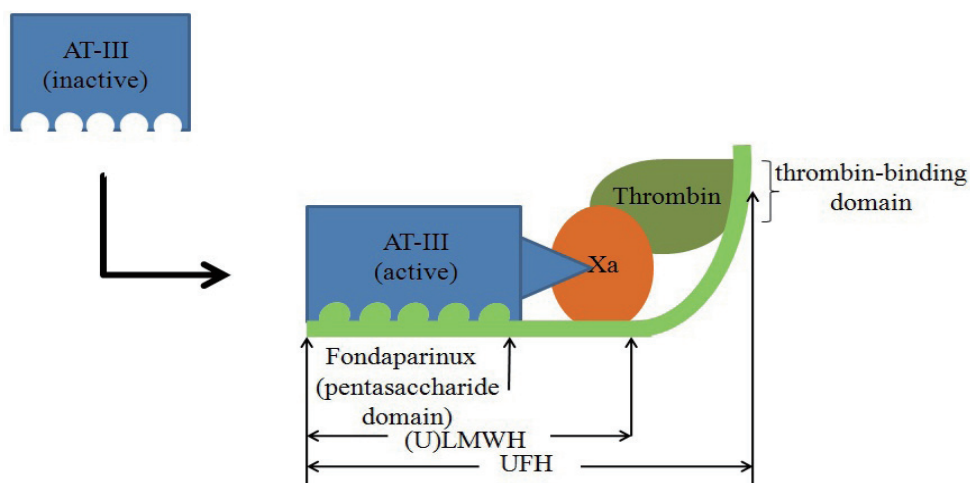 AT-III
(inactive)
Thrombin
thrombin-binding
domain
AT-III
(active)
Xa
Fondaparinux
(pentasaccharide
domain)
(U)LMWH
UFH